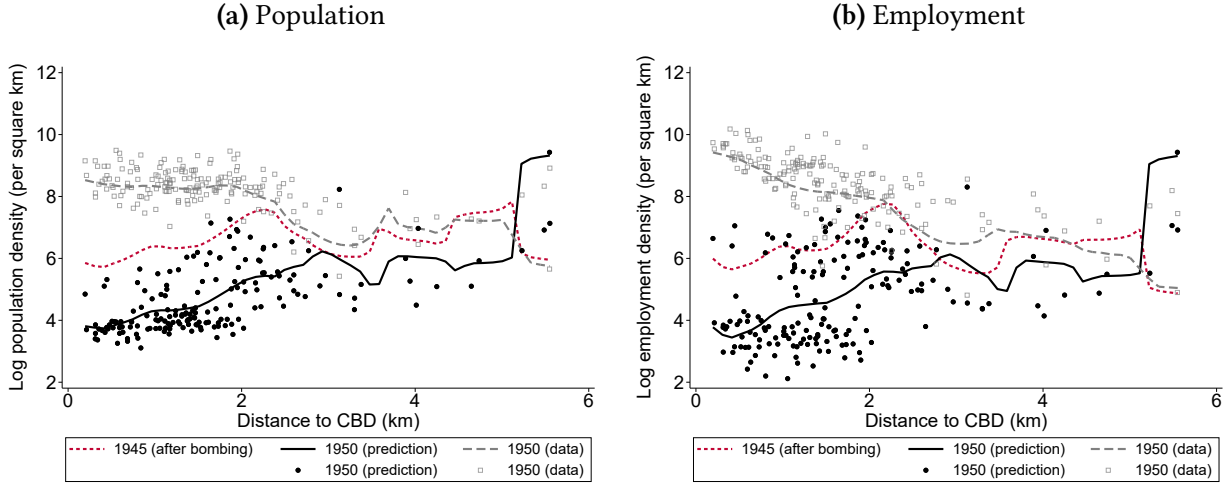 (a) Population
Log population density (per square km)
12
10
8
6
4
2
0 2 4 6
Distance to CBD (km)
1945 (after bombing) 1950 (prediction) 1950 (data)
1950 (prediction) 1950 (data)
(b) Employment
Log employment density (per square km)
12
10
8
6
4
2
0 2 4 6
Distance to CBD (km)
1945 (after bombing) 1950 (prediction) 1950 (data)
1950 (prediction) 1950 (data)